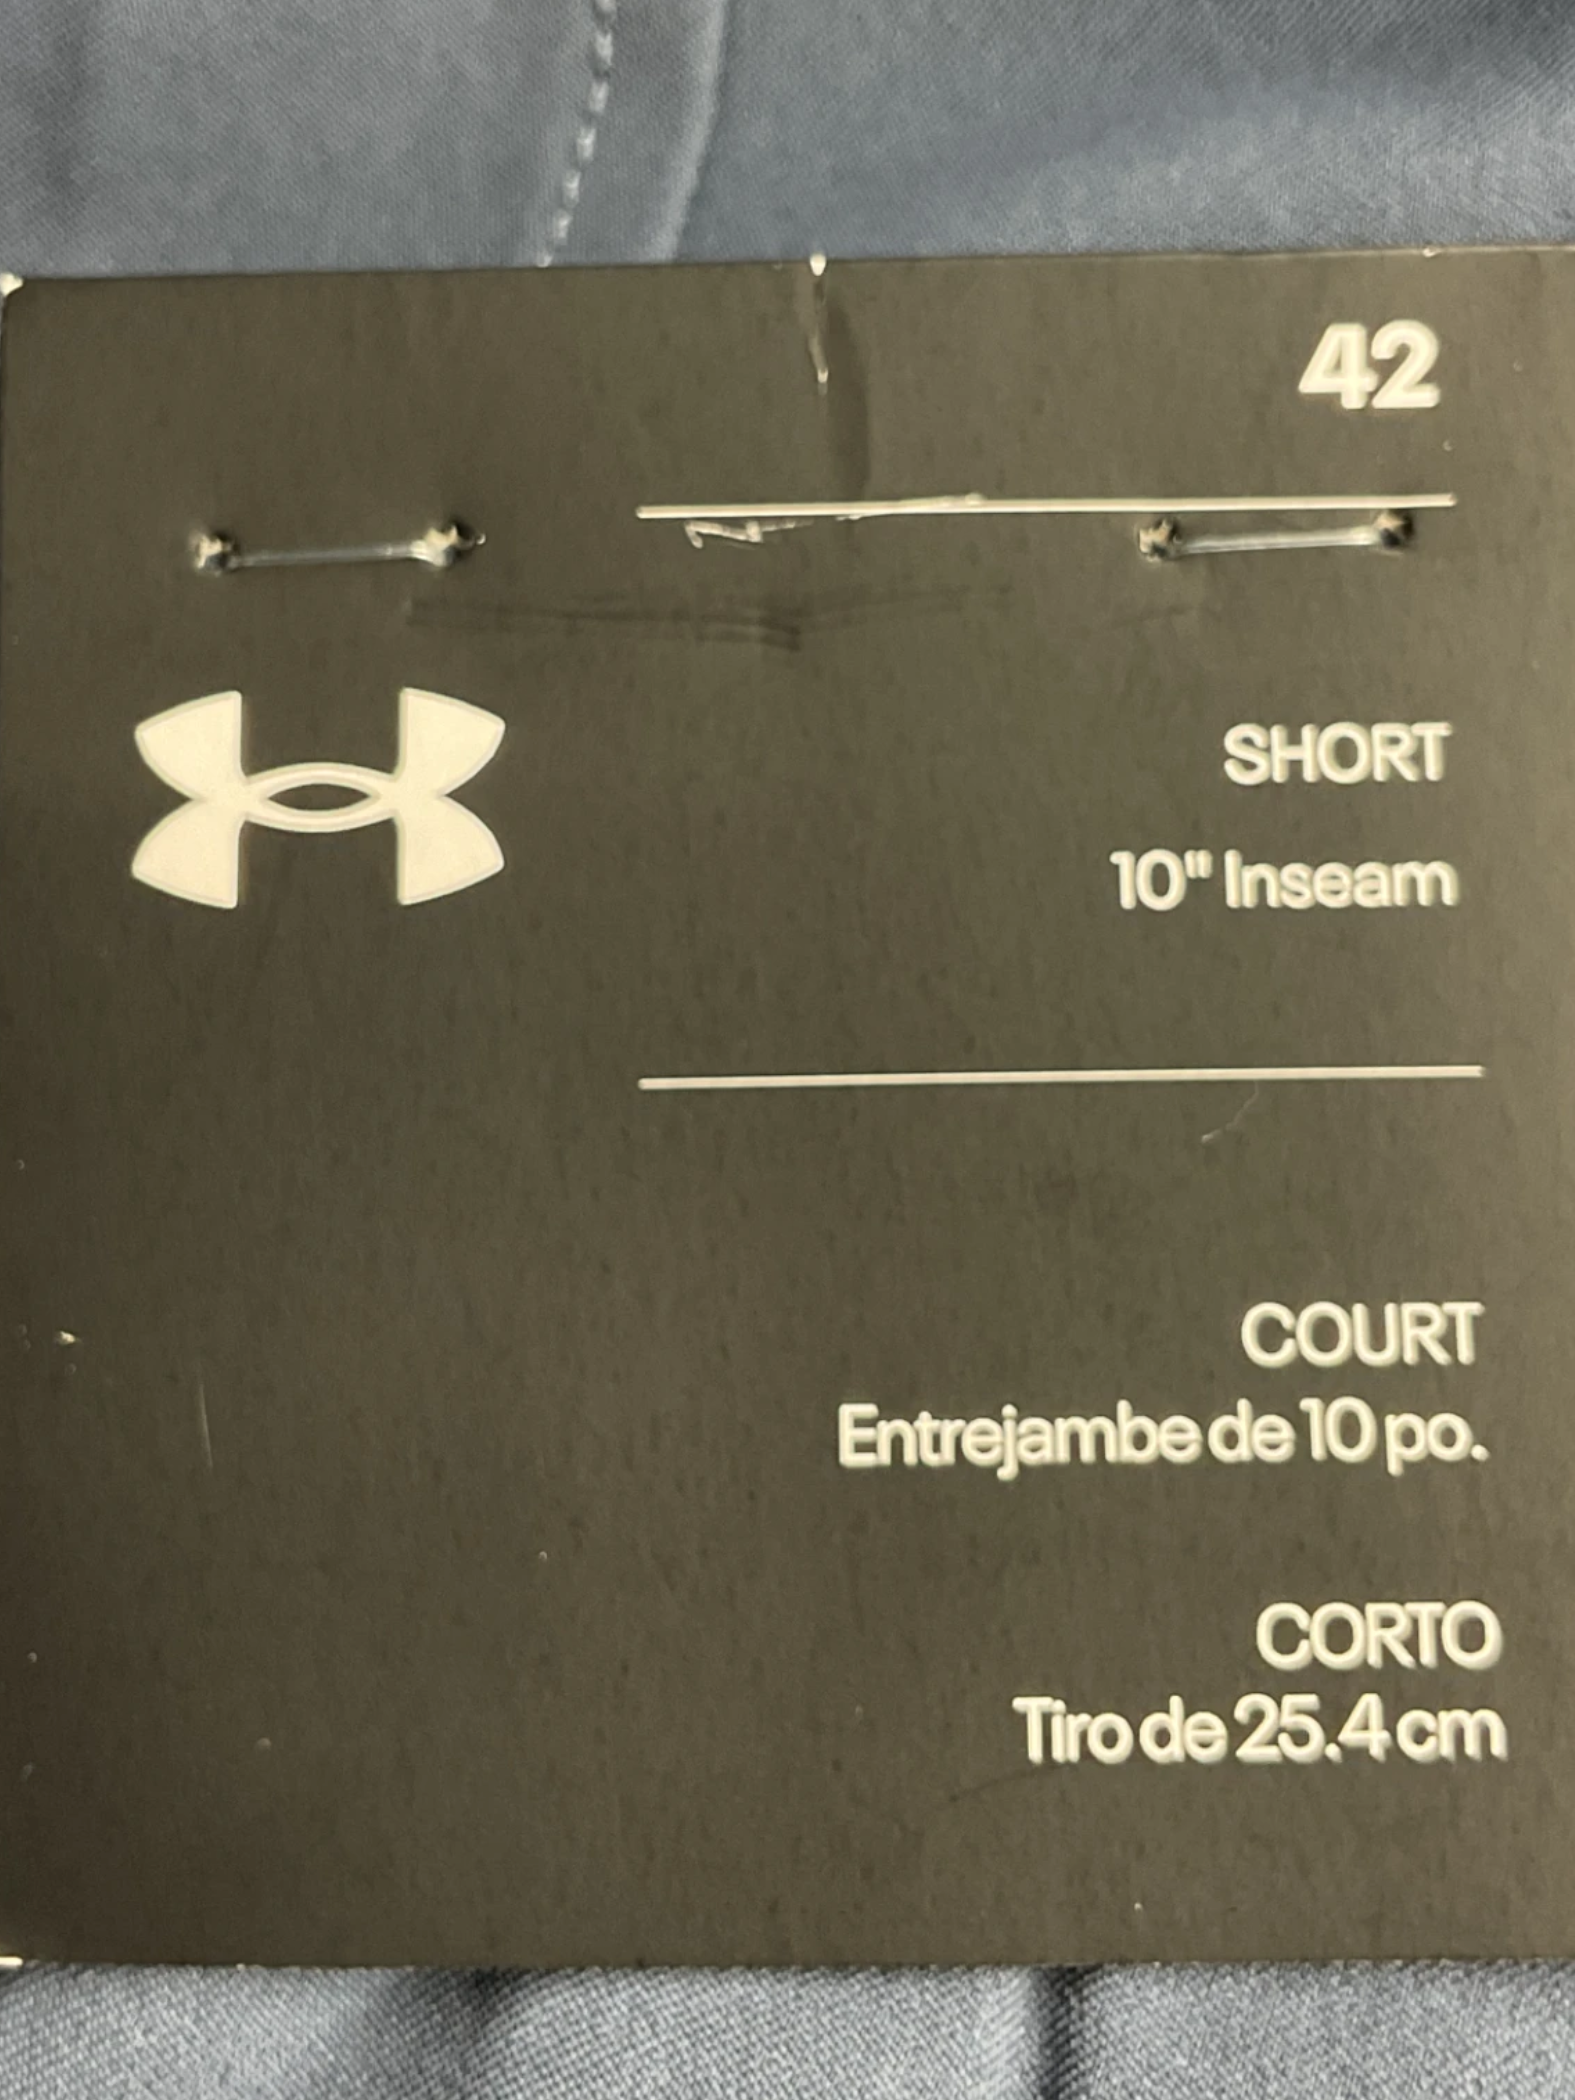 42
SHORT
10" Inseam
COURT
Entrejambe de 10 po.
CORTO
Tiro de 25.4 cm